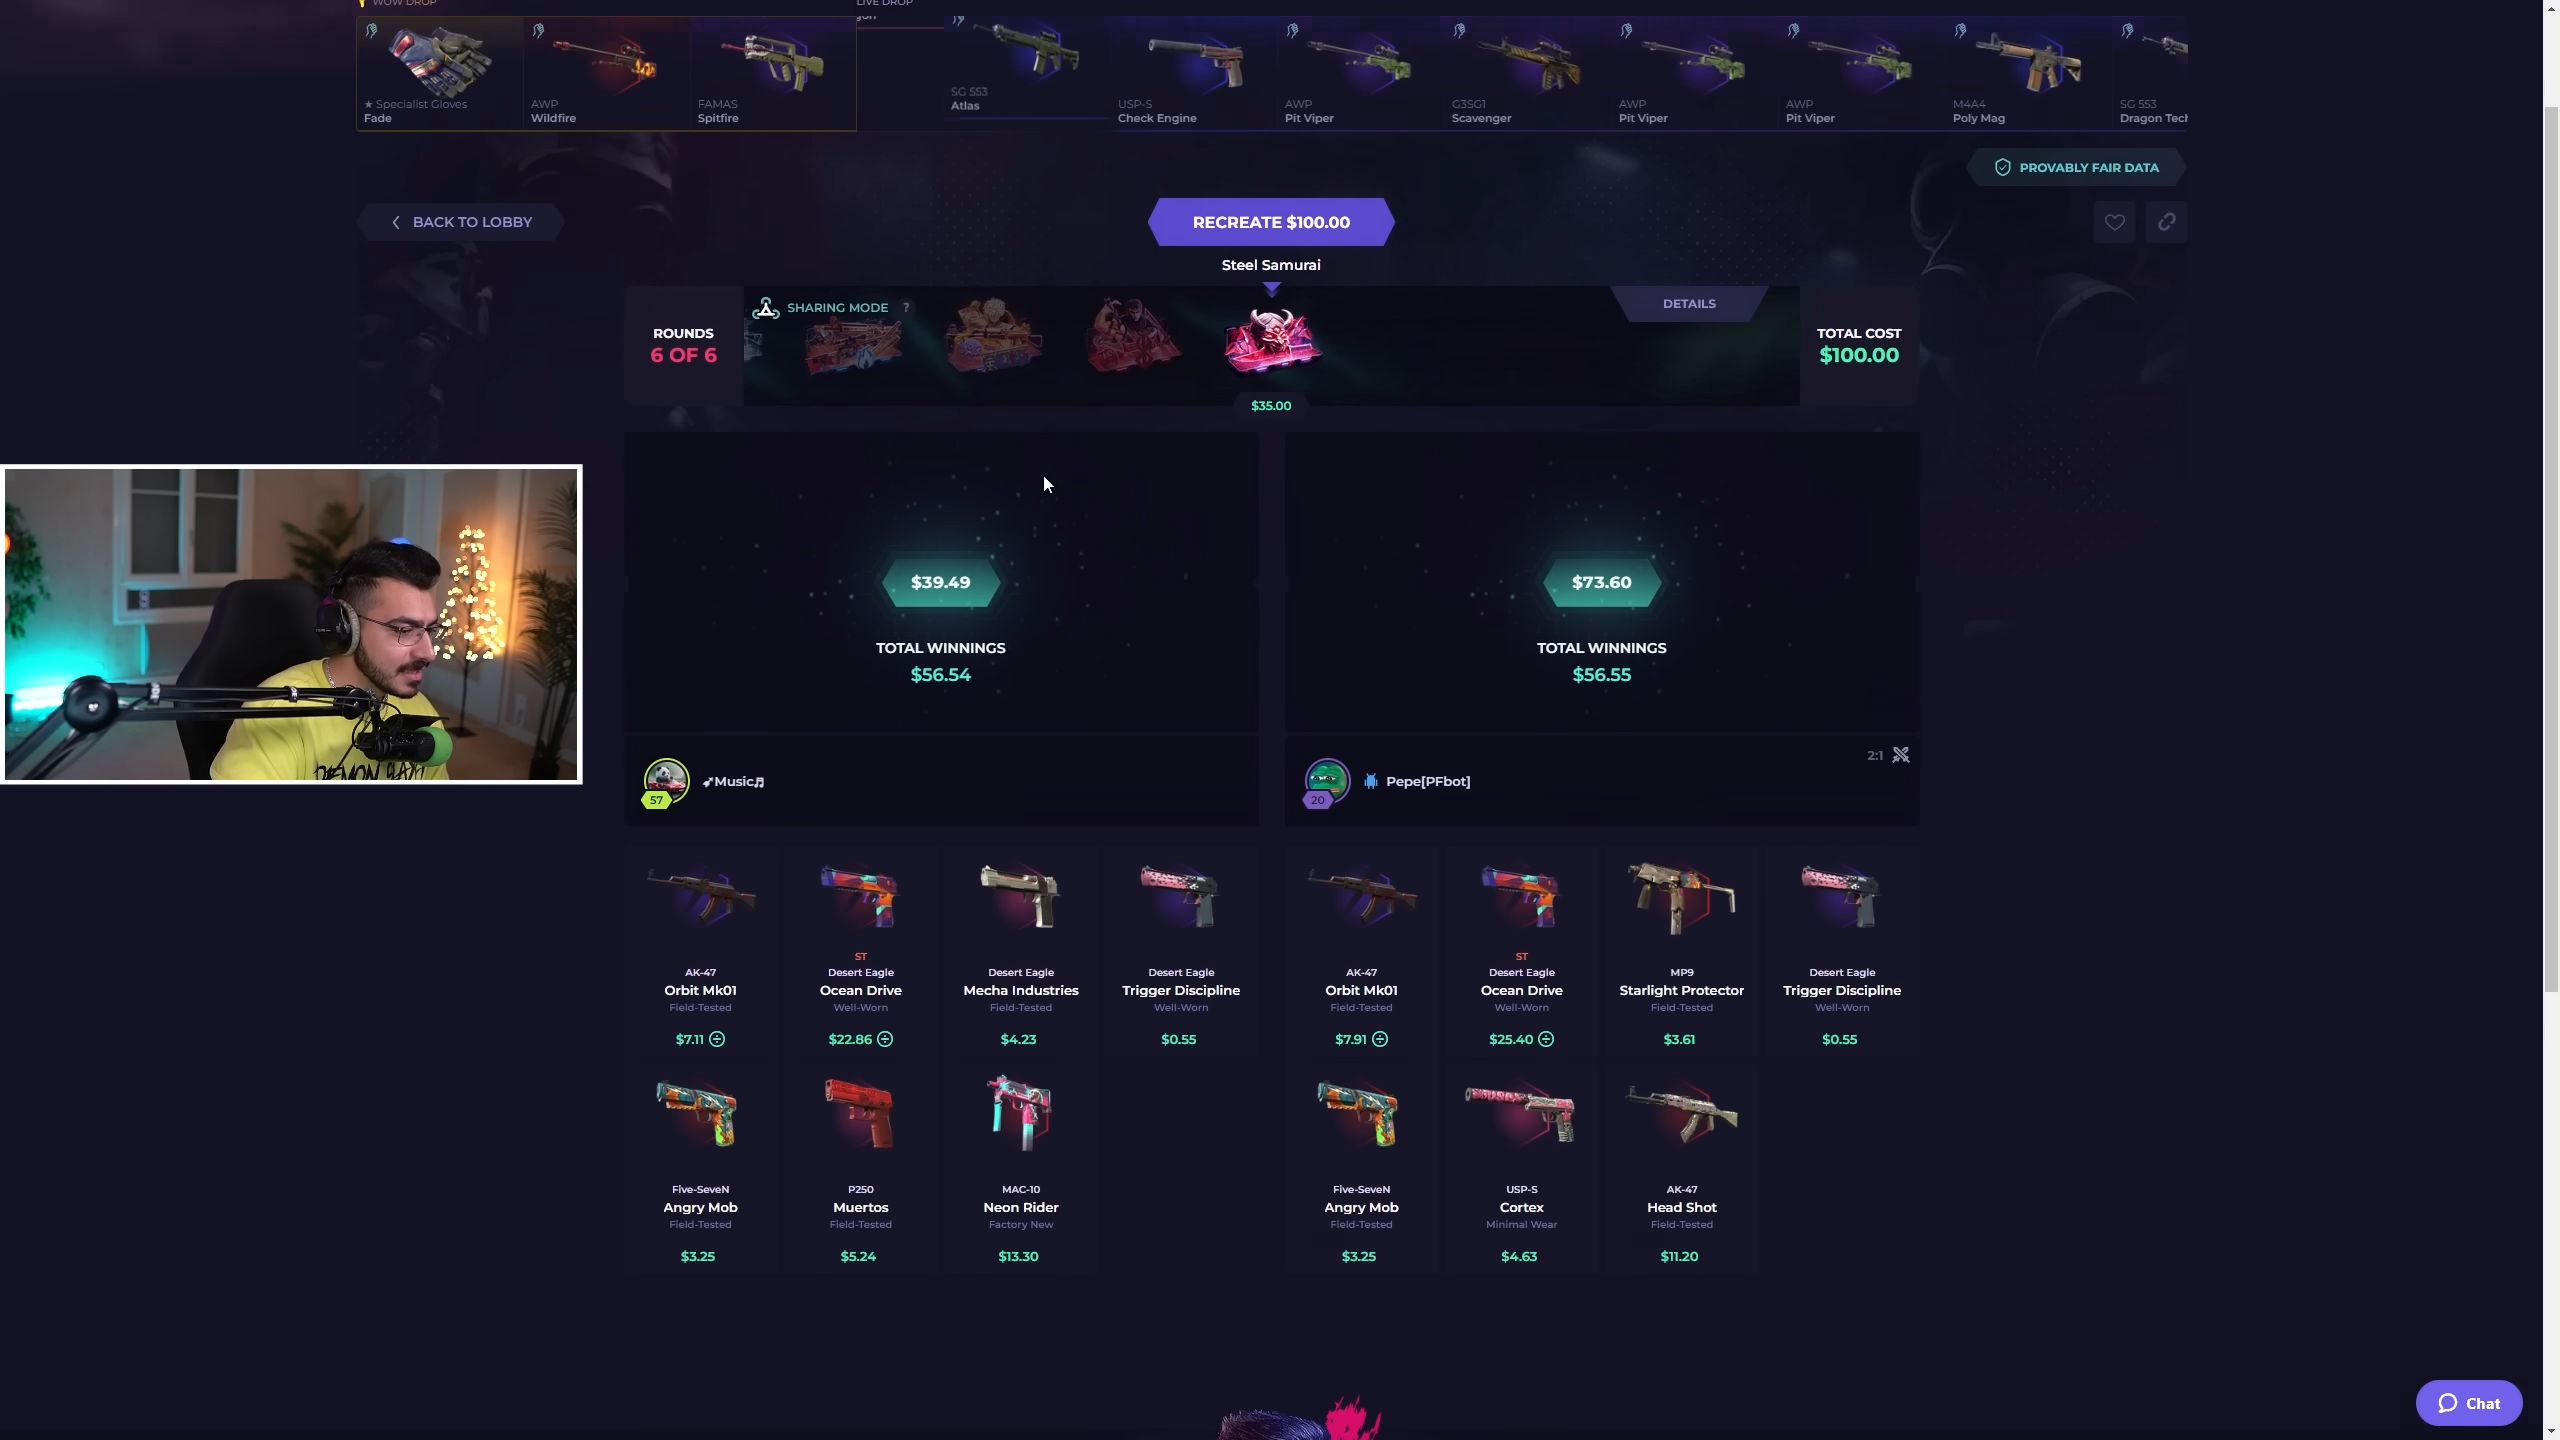 WOW DROP
LIVE DROP
★ Specialist Gloves
Fade
AWP
Wildfire
FAMAS
Spitfire
SG 553
Atlas
USP-S
Check Engine
AWP
Pit Viper
G3SG1
Scavenger
AWP
Pit Viper
AWP
Pit Viper
M4A4
Poly Mag
SG 553
Dragon Tech
PROVABLY FAIR DATA
BACK TO LOBBY
RECREATE $100.00
Steel Samurai
ROUNDS
6 OF 6
SHARING MODE ?
DETAILS
TOTAL COST
$100.00
$35.00
$39.49
TOTAL WINNINGS
$56.54
$73.60
TOTAL WINNINGS
$56.55
57
Music♬
20
Pepe[PFbot]
2:1
AK-47
Orbit Mk01
Field-Tested
$7.11
ST
Desert Eagle
Ocean Drive
Well-Worn
$22.86
Desert Eagle
Mecha Industries
Field-Tested
$4.23
Desert Eagle
Trigger Discipline
Well-Worn
$0.55
AK-47
Orbit Mk01
Field-Tested
$7.91
ST
Desert Eagle
Ocean Drive
Well-Worn
$25.40
MP9
Starlight Protector
Field-Tested
$3.61
Desert Eagle
Trigger Discipline
Well-Worn
$0.55
Five-SeveN
Angry Mob
Field-Tested
$3.25
P250
Muertos
Field-Tested
$5.24
MAC-10
Neon Rider
Factory New
$13.30
Five-SeveN
Angry Mob
Field-Tested
$3.25
USP-S
Cortex
Minimal Wear
$4.63
AK-47
Head Shot
Field-Tested
$11.20
Chat